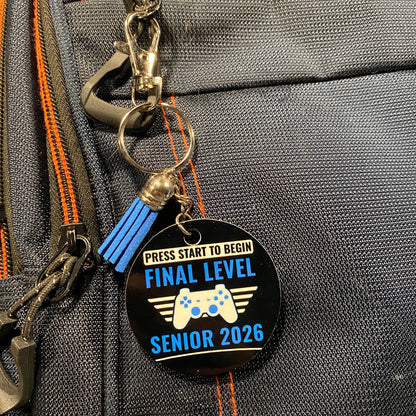 PRESS START TO BEGIN
FINAL LEVEL
SENIOR 2026